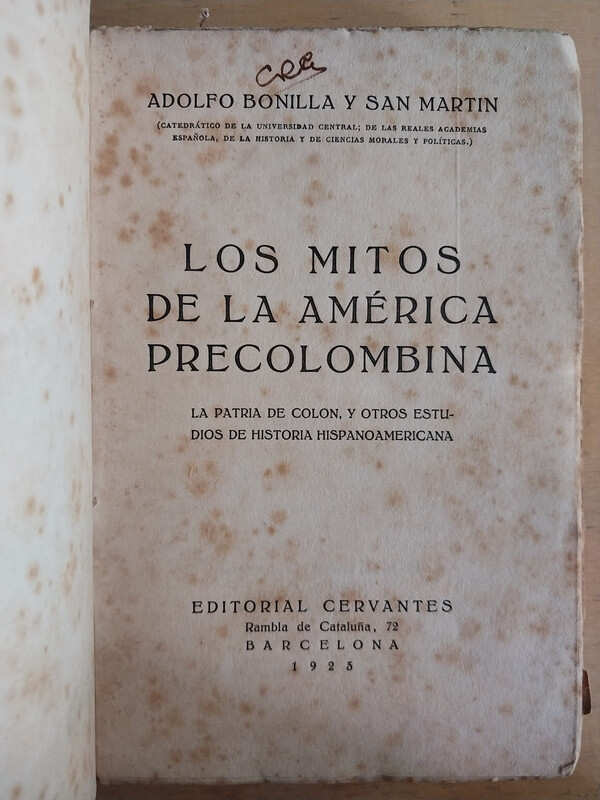 ADOLFO BONILLA Y SAN MARTIN
(CATEDRÁTICO DE LA UNIVERSIDAD CENTRAL; DE LAS REALES ACADEMIAS
ESPAÑOLA, DE LA HISTORIA Y DE CIENCIAS MORALES Y POLÍTICAS.)
LOS MITOS
DE LA AMÉRICA
PRECOLOMBINA
LA PATRIA DE COLON, Y OTROS ESTU-
DIOS DE HISTORIA HISPANOAMERICANA
EDITORIAL CERVANTES
Rambla de Cataluña, 72
BARCELONA
1923